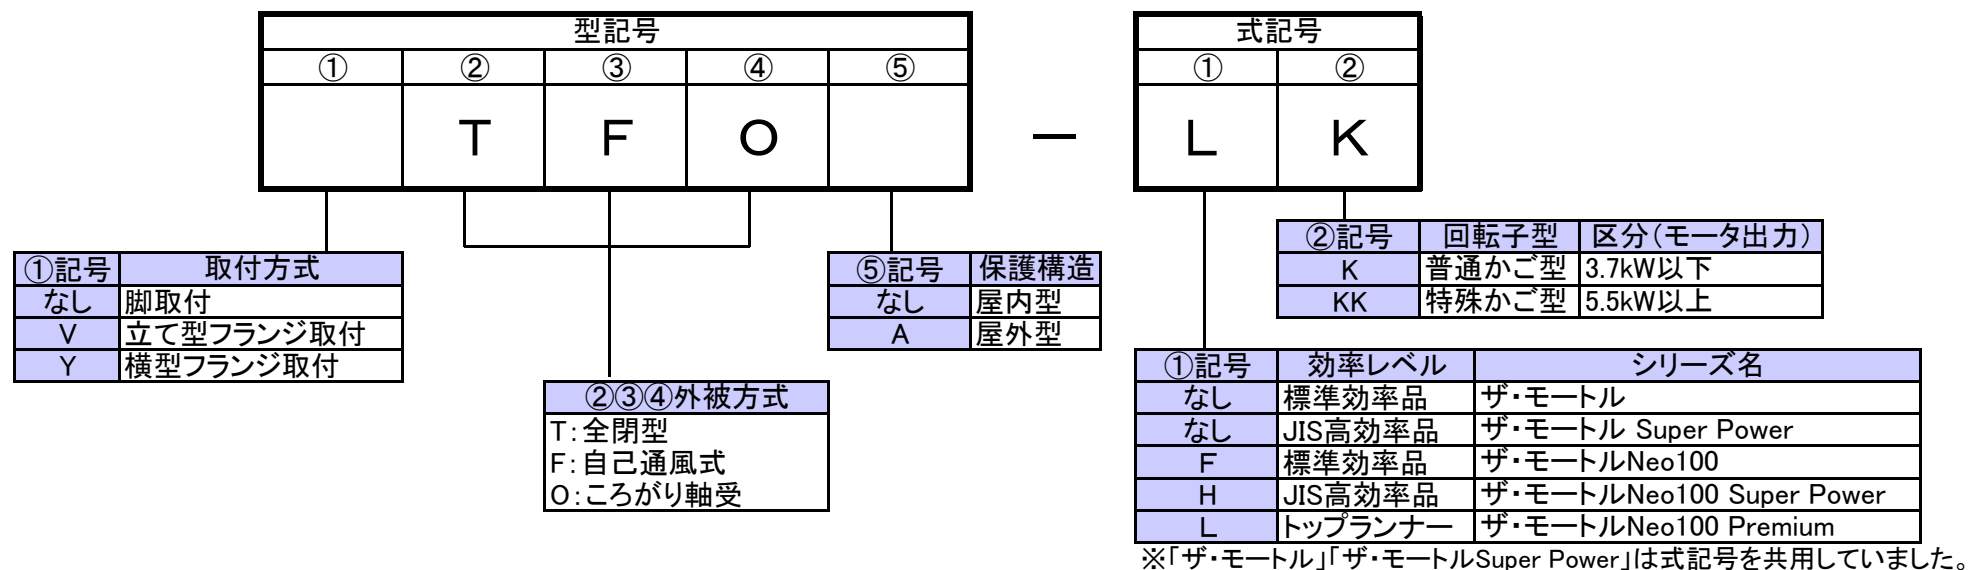 型記号 式記号
① ② ③ ④ ⑤ ① ②
T F O － L K
①記号 取付方式
なし 脚取付
V 立て型フランジ取付
Y 横型フランジ取付
②③④外被方式
T：全閉型
F：自己通風式
O：ころがり軸受
⑤記号 保護構造
なし 屋内型
A 屋外型
②記号 回転子型 区分（モータ出力）
K 普通かご型 3.7kW以下
KK 特殊かご型 5.5kW以上
①記号 効率レベル シリーズ名
なし 標準効率品 ザ・モートル
なし JIS高効率品 ザ・モートル Super Power
F 標準効率品 ザ・モートルNeo100
H JIS高効率品 ザ・モートルNeo100 Super Power
L トップランナー ザ・モートルNeo100 Premium
※「ザ・モートル」「ザ・モートルSuper Power」は式記号を共用していました。